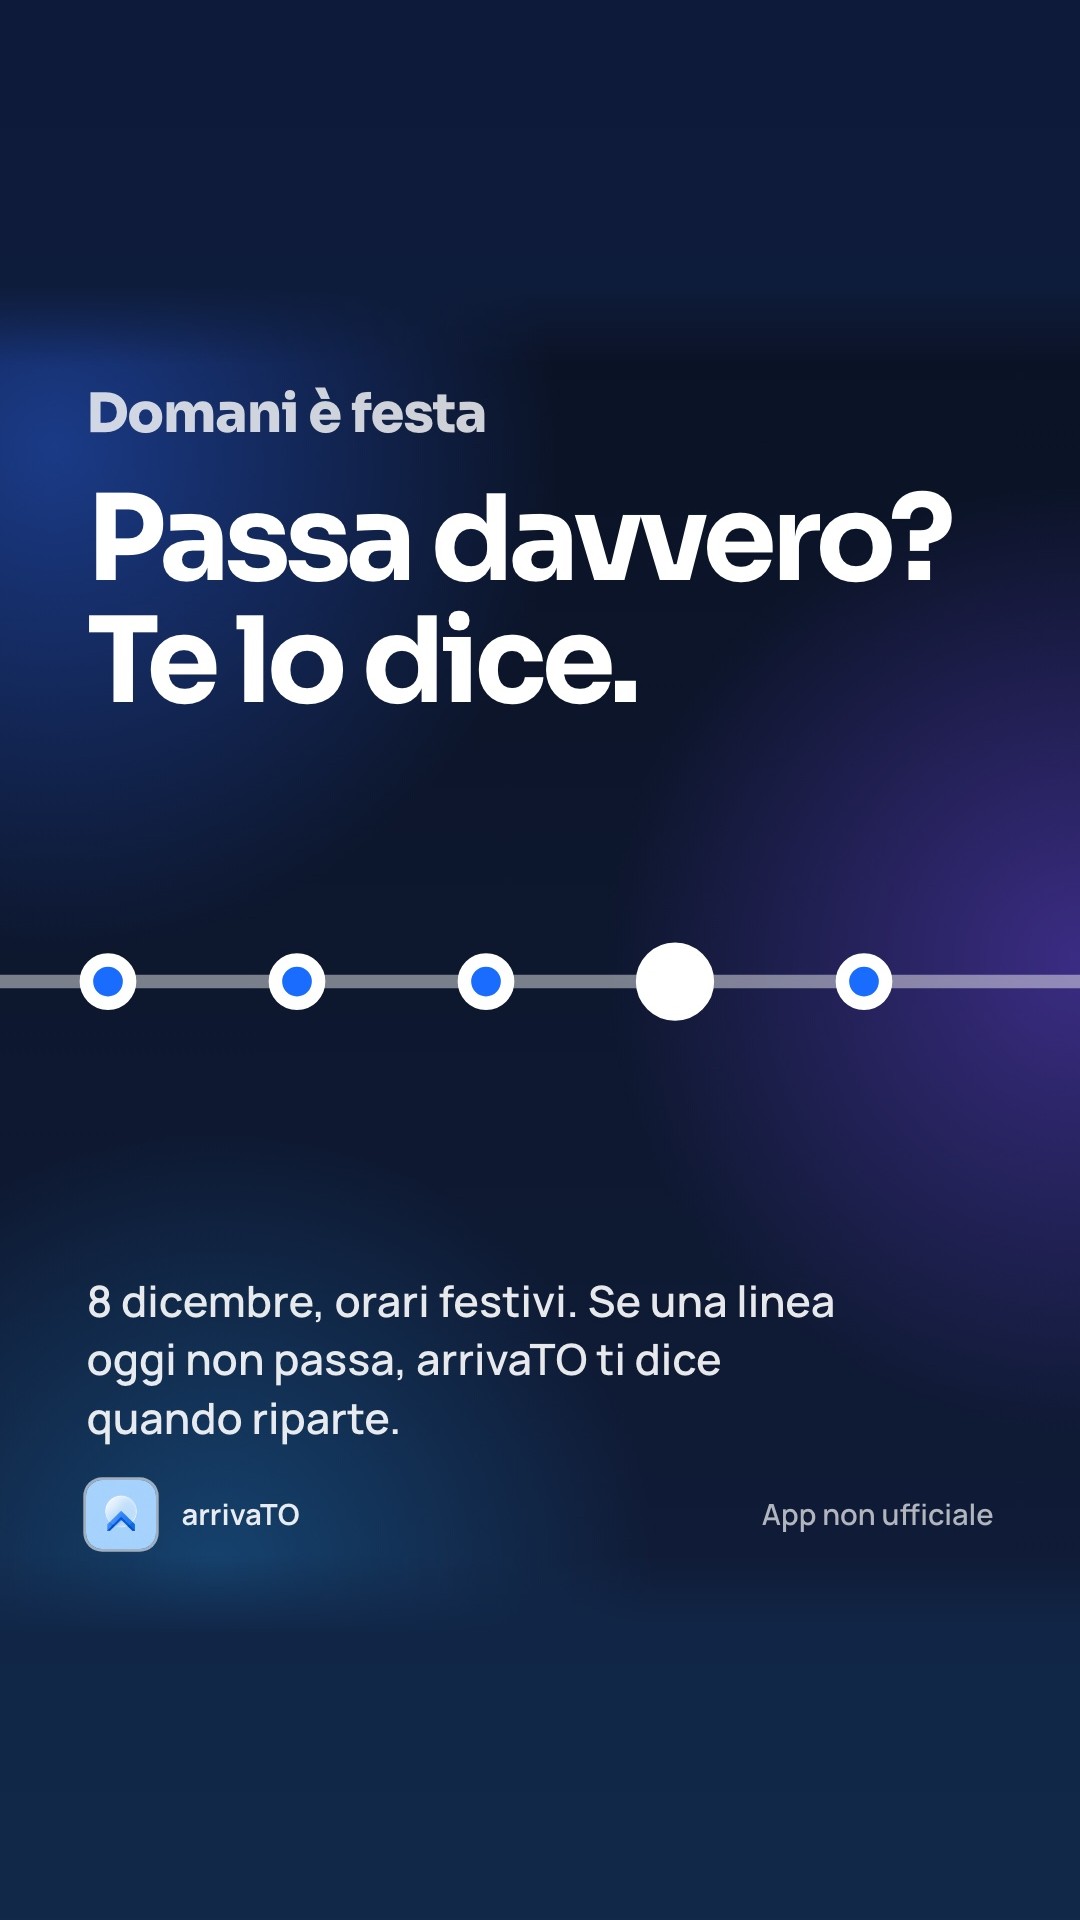 Domani è festa
Passa davvero?
Te lo dice.
8 dicembre, orari festivi. Se una linea
oggi non passa, arrivaTO ti dice
quando riparte.
arrivaTO
App non ufficiale